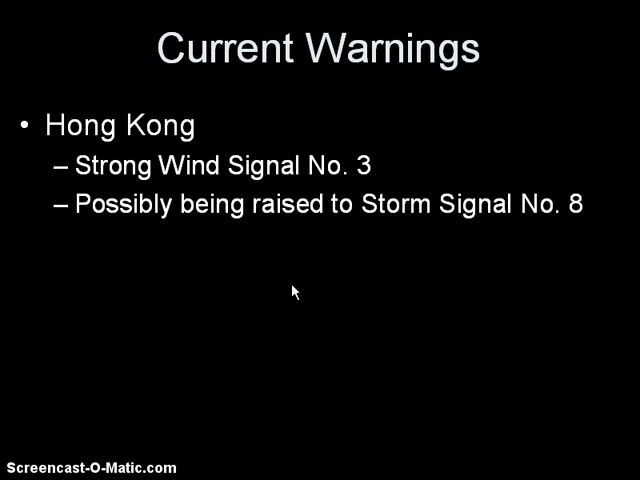 Current Warnings
• Hong Kong
– Strong Wind Signal No. 3
– Possibly being raised to Storm Signal No. 8
Screencast-O-Matic.com